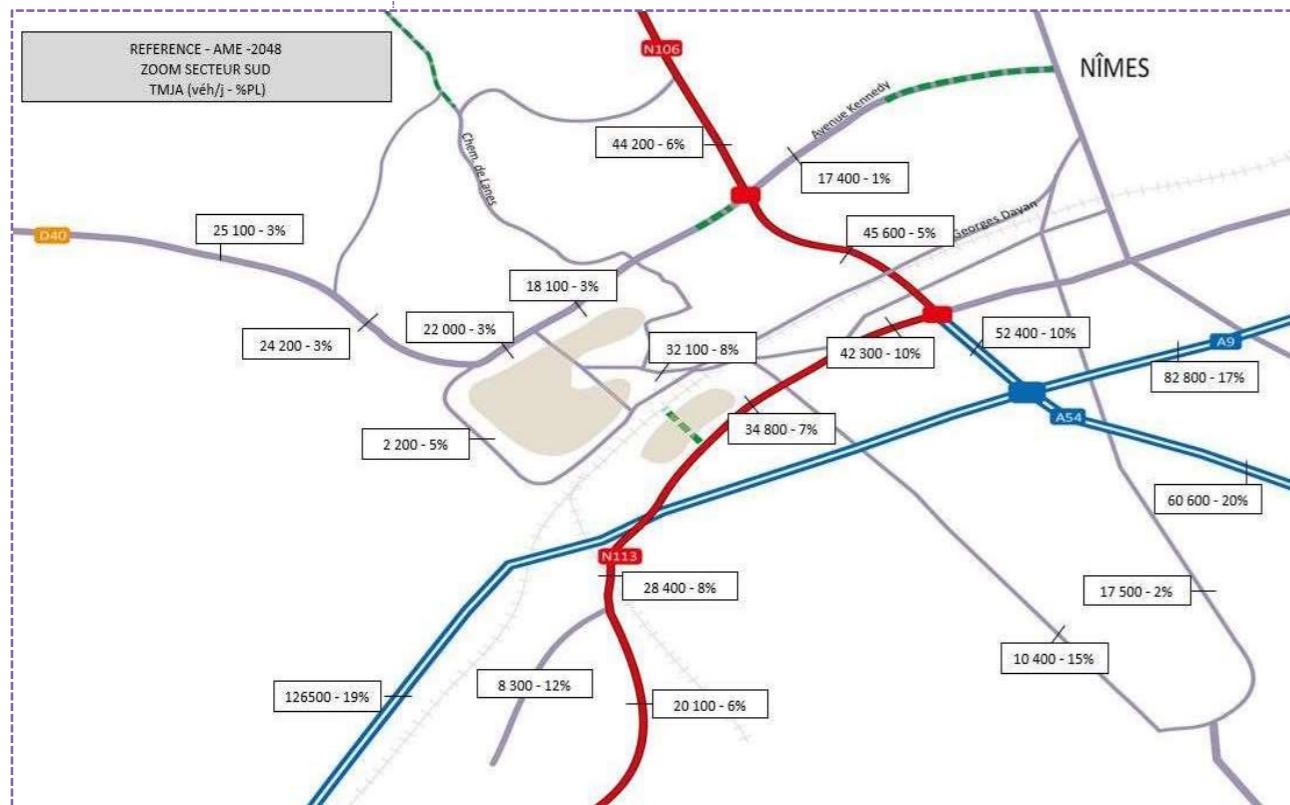 REFERENCE - AME -2048
ZOOM SECTEUR SUD
TMJA (véh/j - %PL)
N106
NÎMES
Avenue Kennedy
44 200 - 6%
17 400 - 1%
Chem. de Lanes
Georges Dayan
25 100 - 3%
D40
45 600 - 5%
18 100 - 3%
22 000 - 3%
24 200 - 3%
32 100 - 8%
42 300 - 10%
52 400 - 10%
A9
82 800 - 17%
A54
34 800 - 7%
2 200 - 5%
60 600 - 20%
N113
28 400 - 8%
17 500 - 2%
10 400 - 15%
8 300 - 12%
126500 - 19%
20 100 - 6%